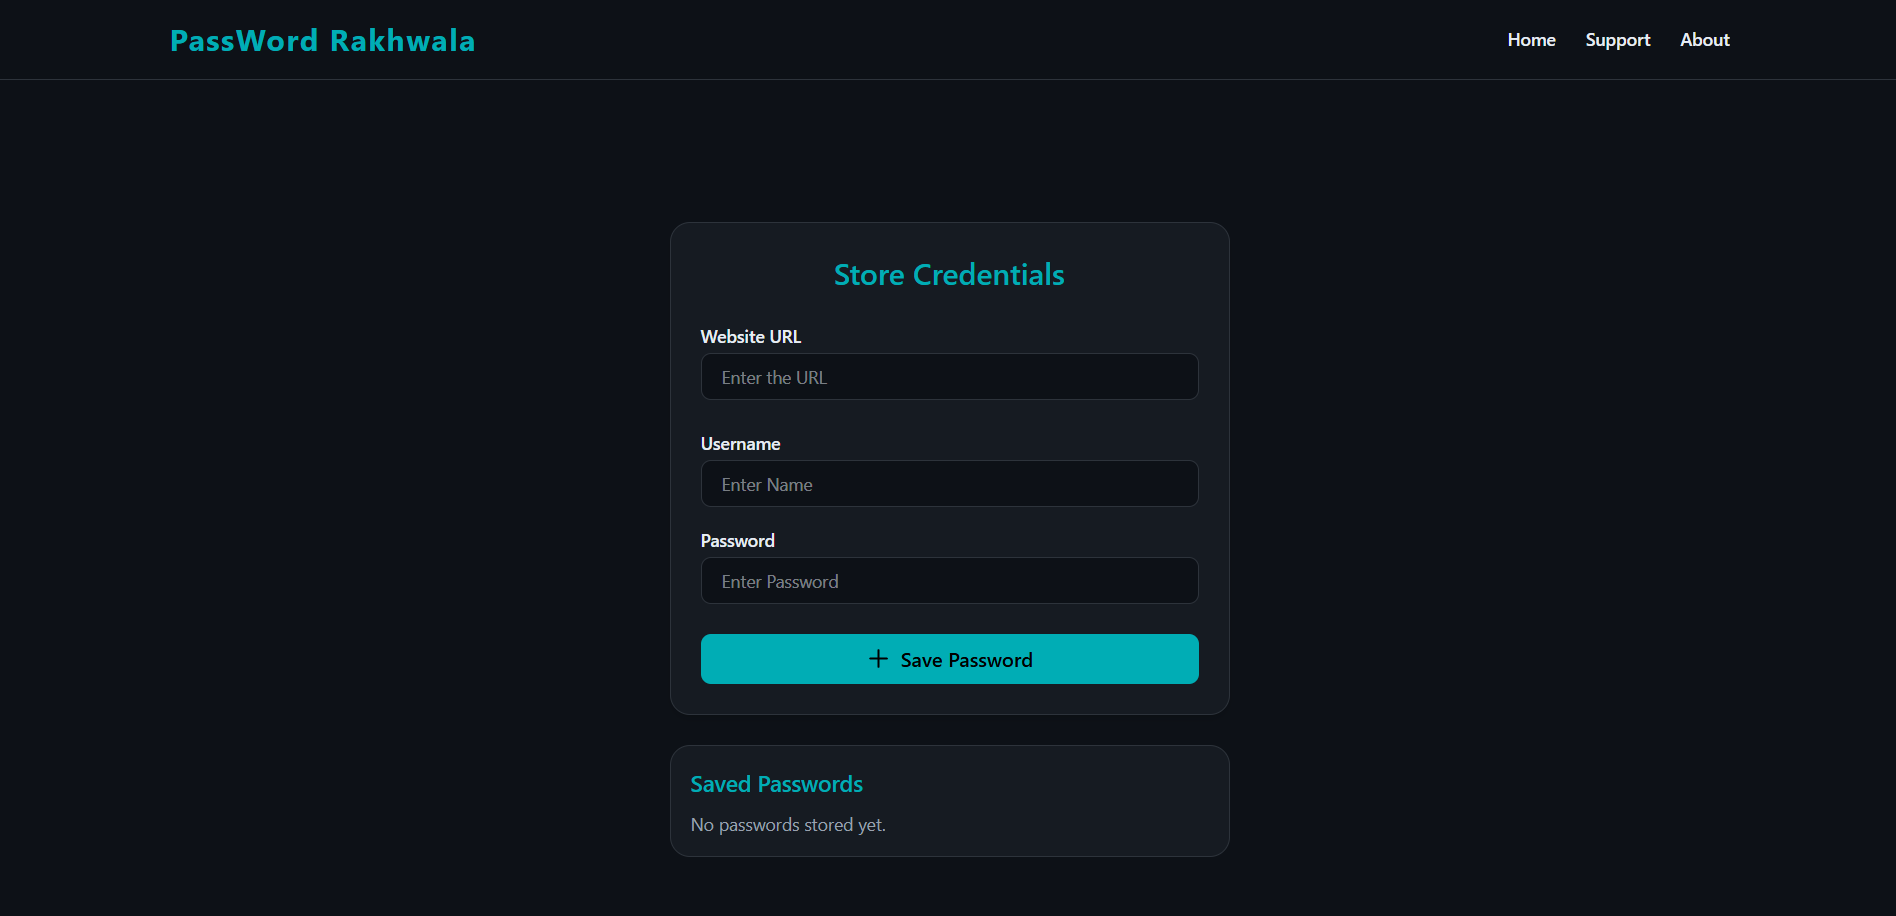 PassWord Rakhwala
Home Support About
Store Credentials
Website URL
Enter the URL
Username
Enter Name
Password
Enter Password
+ Save Password
Saved Passwords
No passwords stored yet.